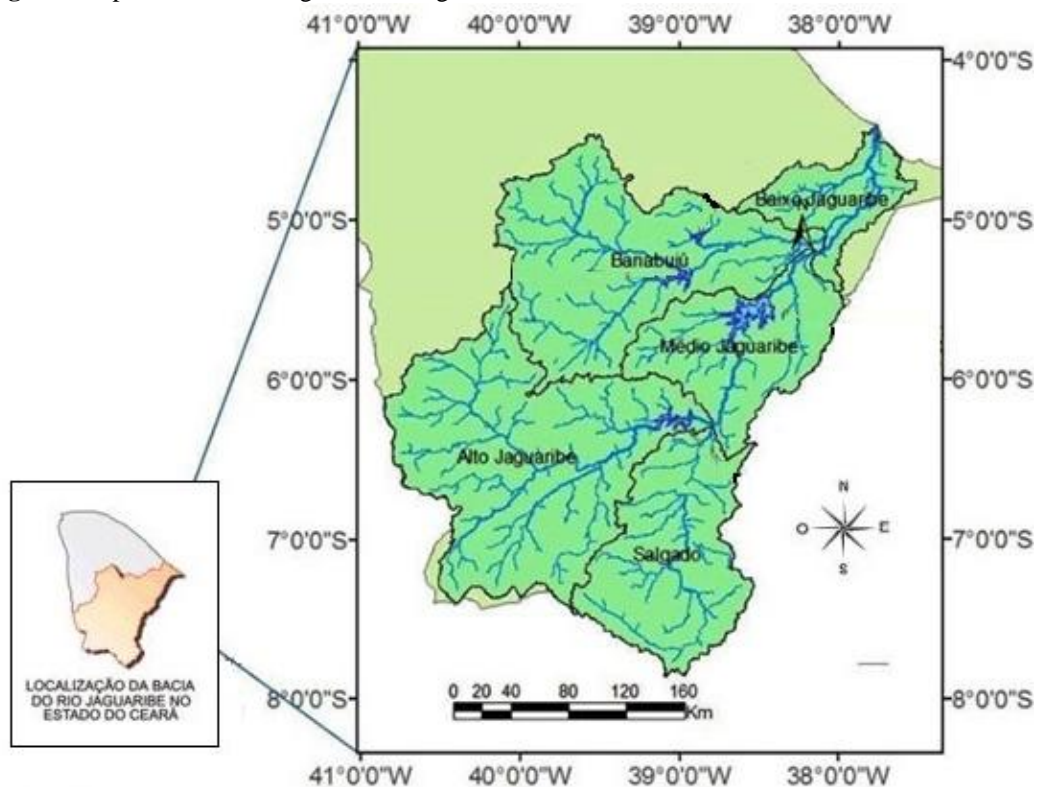 41°0'0"W 40°0'0"W 39°0'0"W 38°0'0"W
4°0'0"S
Baixo Jaguaribe
5°0'0"S 5°0'0"S
Banabuiú
Médio Jaguaribe
6°0'0"S 6°0'0"S
Alto Jaguaribe
N
O E
S
7°0'0"S 7°0'0"S
Salgado
LOCALIZAÇÃO DA BACIA
DO RIO JAGUARIBE NO
ESTADO DO CEARÁ
0 20 40 80 120 160
Km
8°0'0"S 8°0'0"S
41°0'0"W 40°0'0"W 39°0'0"W 38°0'0"W